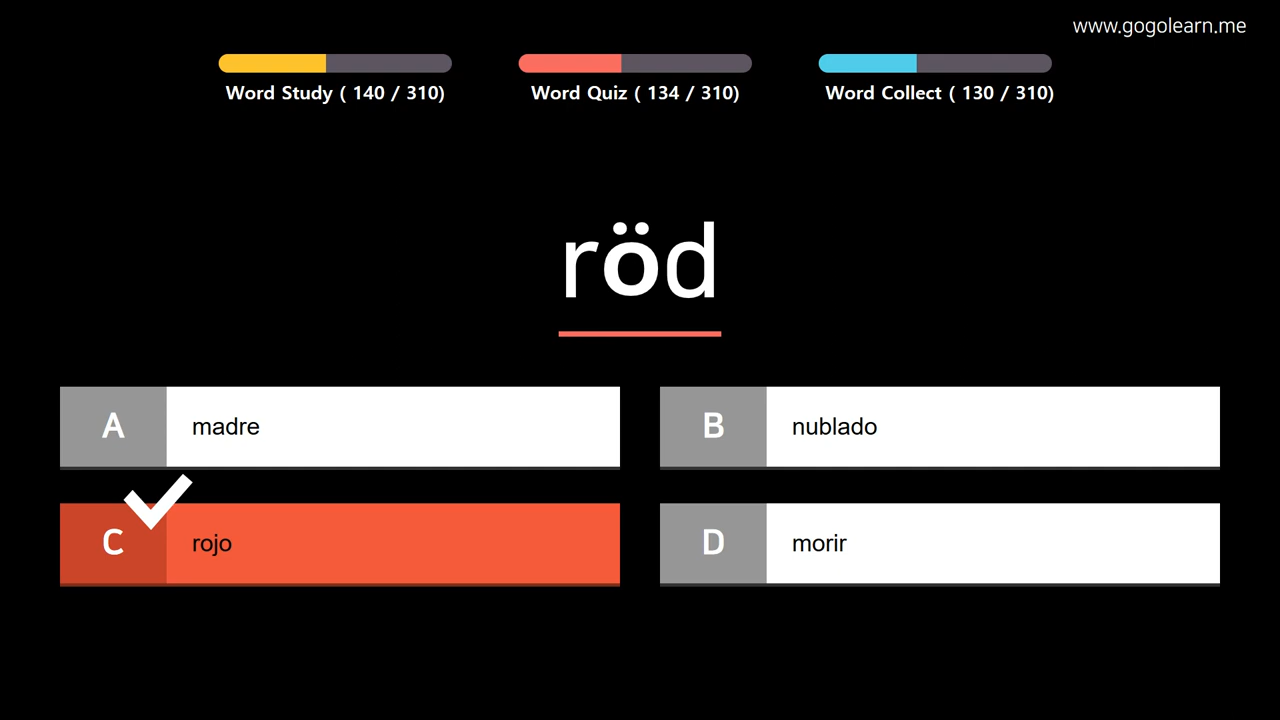 www.gogolearn.me
Word Study ( 140 / 310)
Word Quiz ( 134 / 310)
Word Collect ( 130 / 310)
röd
A madre
B nublado
C rojo
D morir